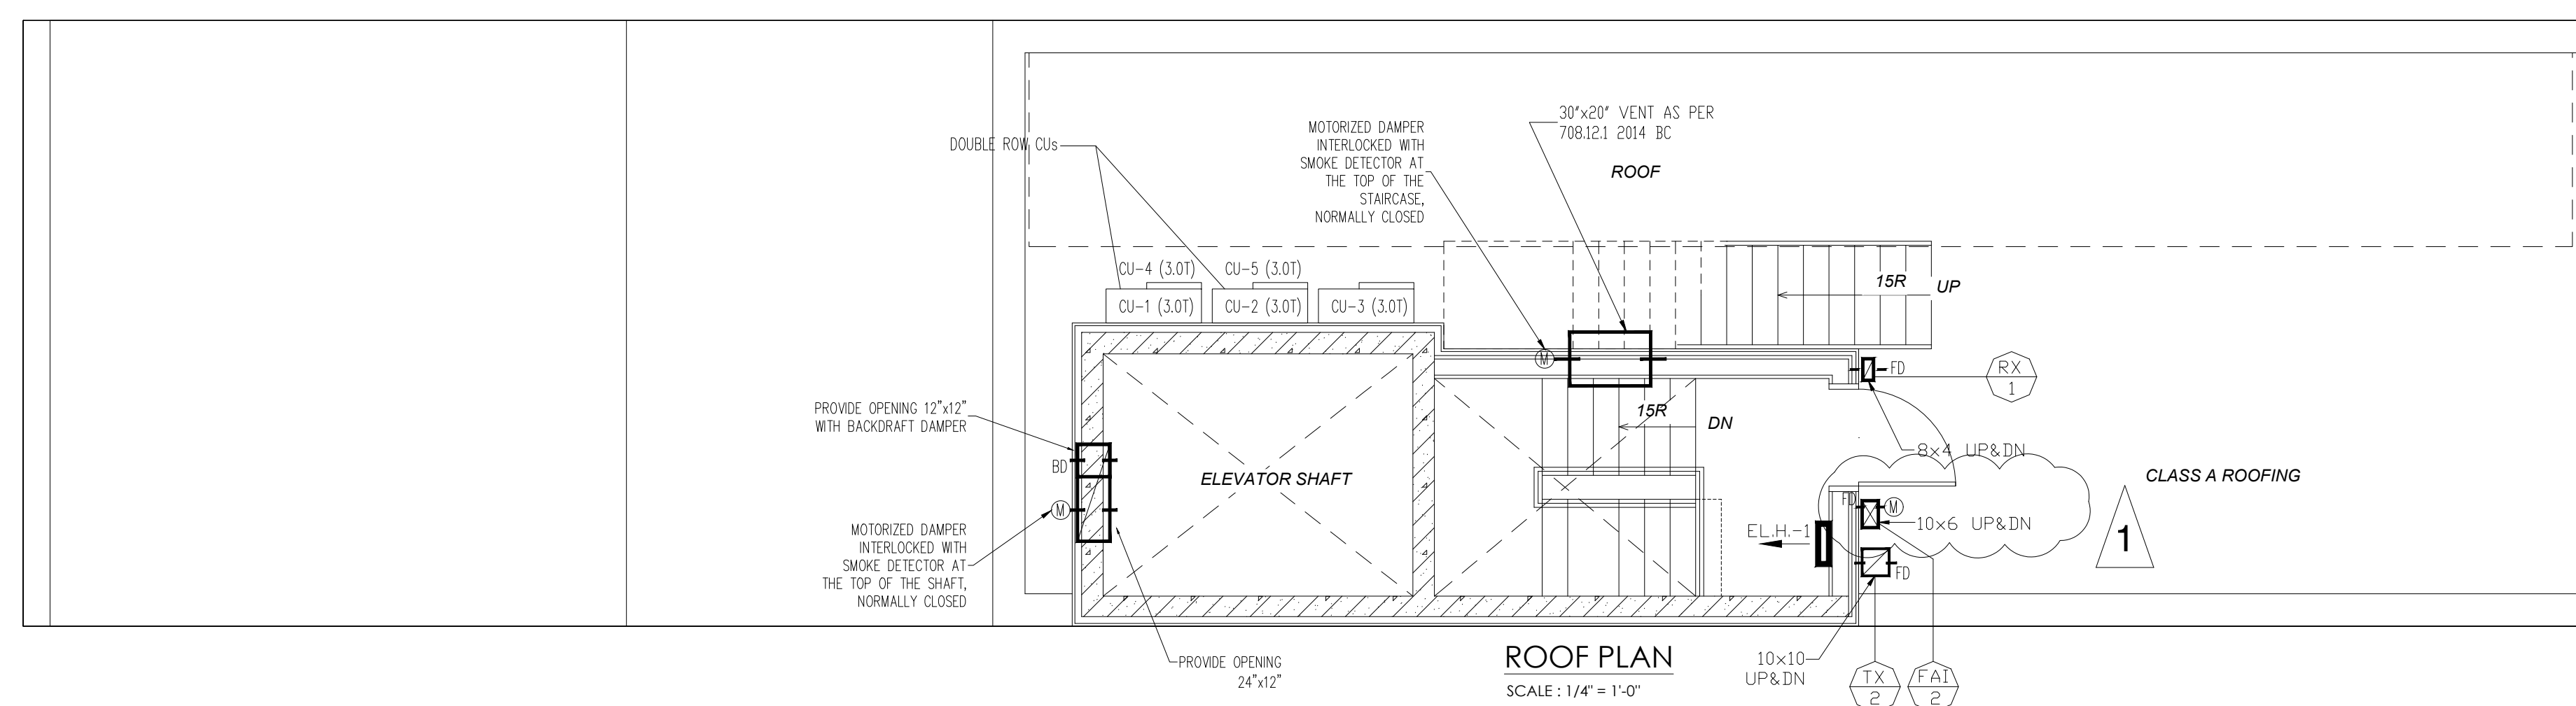 DOUBLE ROW CUs
MOTORIZED DAMPER
INTERLOCKED WITH
SMOKE DETECTOR AT
THE TOP OF THE
STAIRCASE,
NORMALLY CLOSED
30"x20" VENT AS PER
708.12.1 2014 BC
ROOF
CU-4 (3.0T)
CU-5 (3.0T)
CU-1 (3.0T)
CU-2 (3.0T)
CU-3 (3.0T)
15R
UP
M
FD
RX
1
PROVIDE OPENING 12"x12"
WITH BACKDRAFT DAMPER
15R
DN
8x4 UP&DN
BD
ELEVATOR SHAFT
CLASS A ROOFING
M
FD
M
10x6 UP&DN
EL.H.-1
1
MOTORIZED DAMPER
INTERLOCKED WITH
SMOKE DETECTOR AT
THE TOP OF THE SHAFT,
NORMALLY CLOSED
FD
PROVIDE OPENING
24"x12"
ROOF PLAN
SCALE : 1/4" = 1'-0"
10x10
UP&DN
TX
2
FAI
2